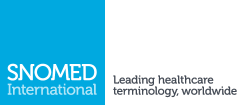 SNOMED
International
Leading healthcare
terminology, worldwide